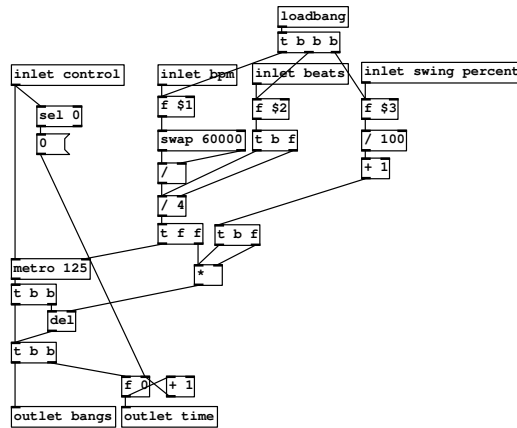 loadbang
t b b b
inlet control
inlet bpm
inlet beats
inlet swing percent
sel 0
f $1
f $2
f $3
0
swap 60000
t b f
/ 100
/
+ 1
/ 4
t f f
t b f
metro 125
*
t b b
del
t b b
f 0
+ 1
outlet bangs
outlet time